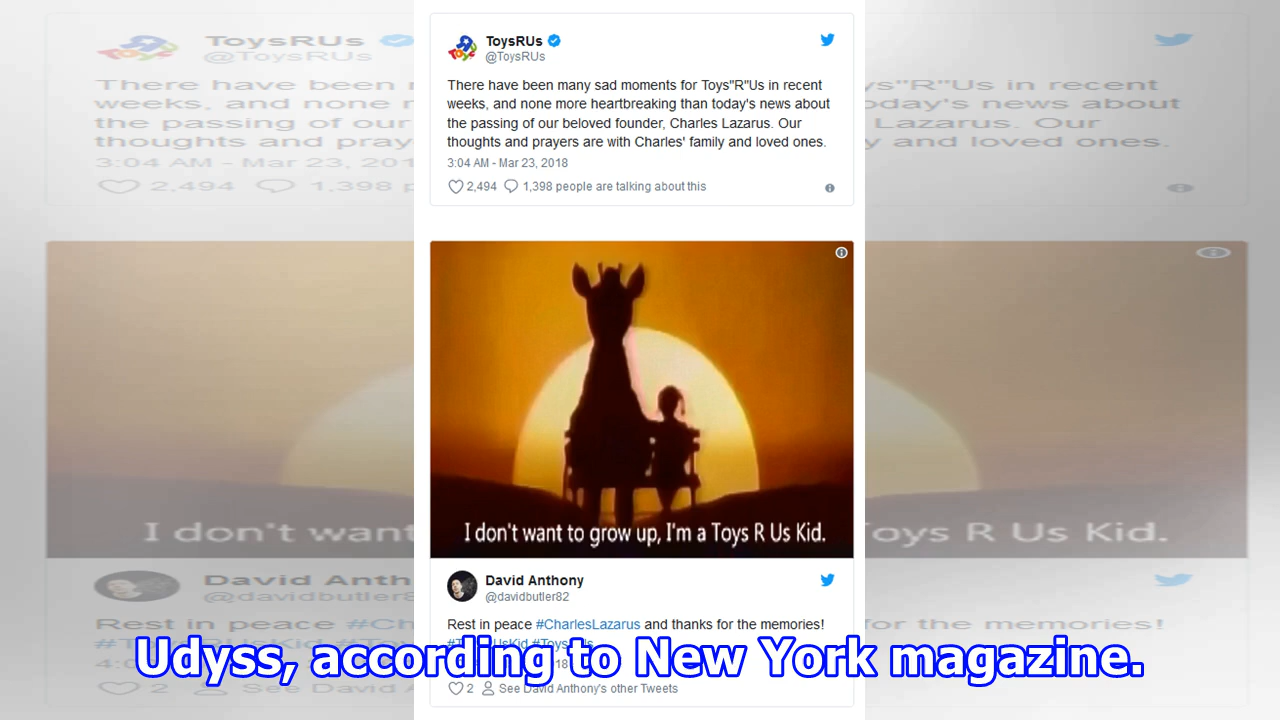 ToysRUs
@ToysRUs
There have been many sad moments for Toys"R"Us in recent
weeks, and none more heartbreaking than today's news about
the passing of our beloved founder, Charles Lazarus. Our
thoughts and prayers are with Charles' family and loved ones.
3:04 AM - Mar 23, 2018
2,494 1,398 people are talking about this
I don't want to grow up, I'm a Toys R Us Kid.
David Anthony
@davidbutler82
Rest in peace #CharlesLazarus and thanks for the memories!
Udyss, according to New York magazine.
2 See David Anthony's other Tweets